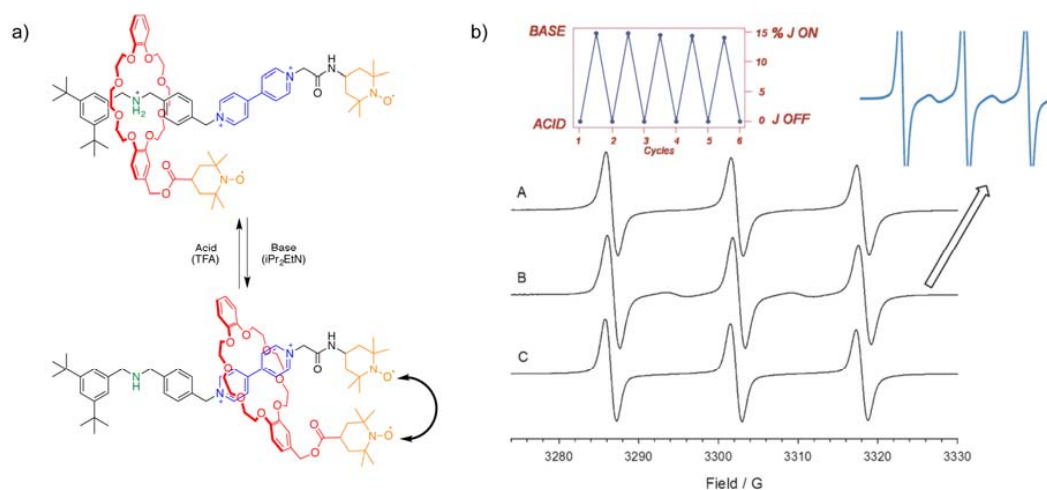 a)
O
O
O
O
O
O
O
O
+
N
H2
N+
+N
O
H
N
N–O•
O
O
N–O•
Acid
(TFA)
Base
(iPr2EtN)
O
O
O
O
O
O
O
O
N
H
N+
+N
O
H
N
N–O•
O
O
N–O•
b)
BASE
ACID
15 % J ON
10
5
0 J OFF
1 2 3 4 5 6
Cycles
A
B
C
3280 3290 3300 3310 3320 3330
Field / G